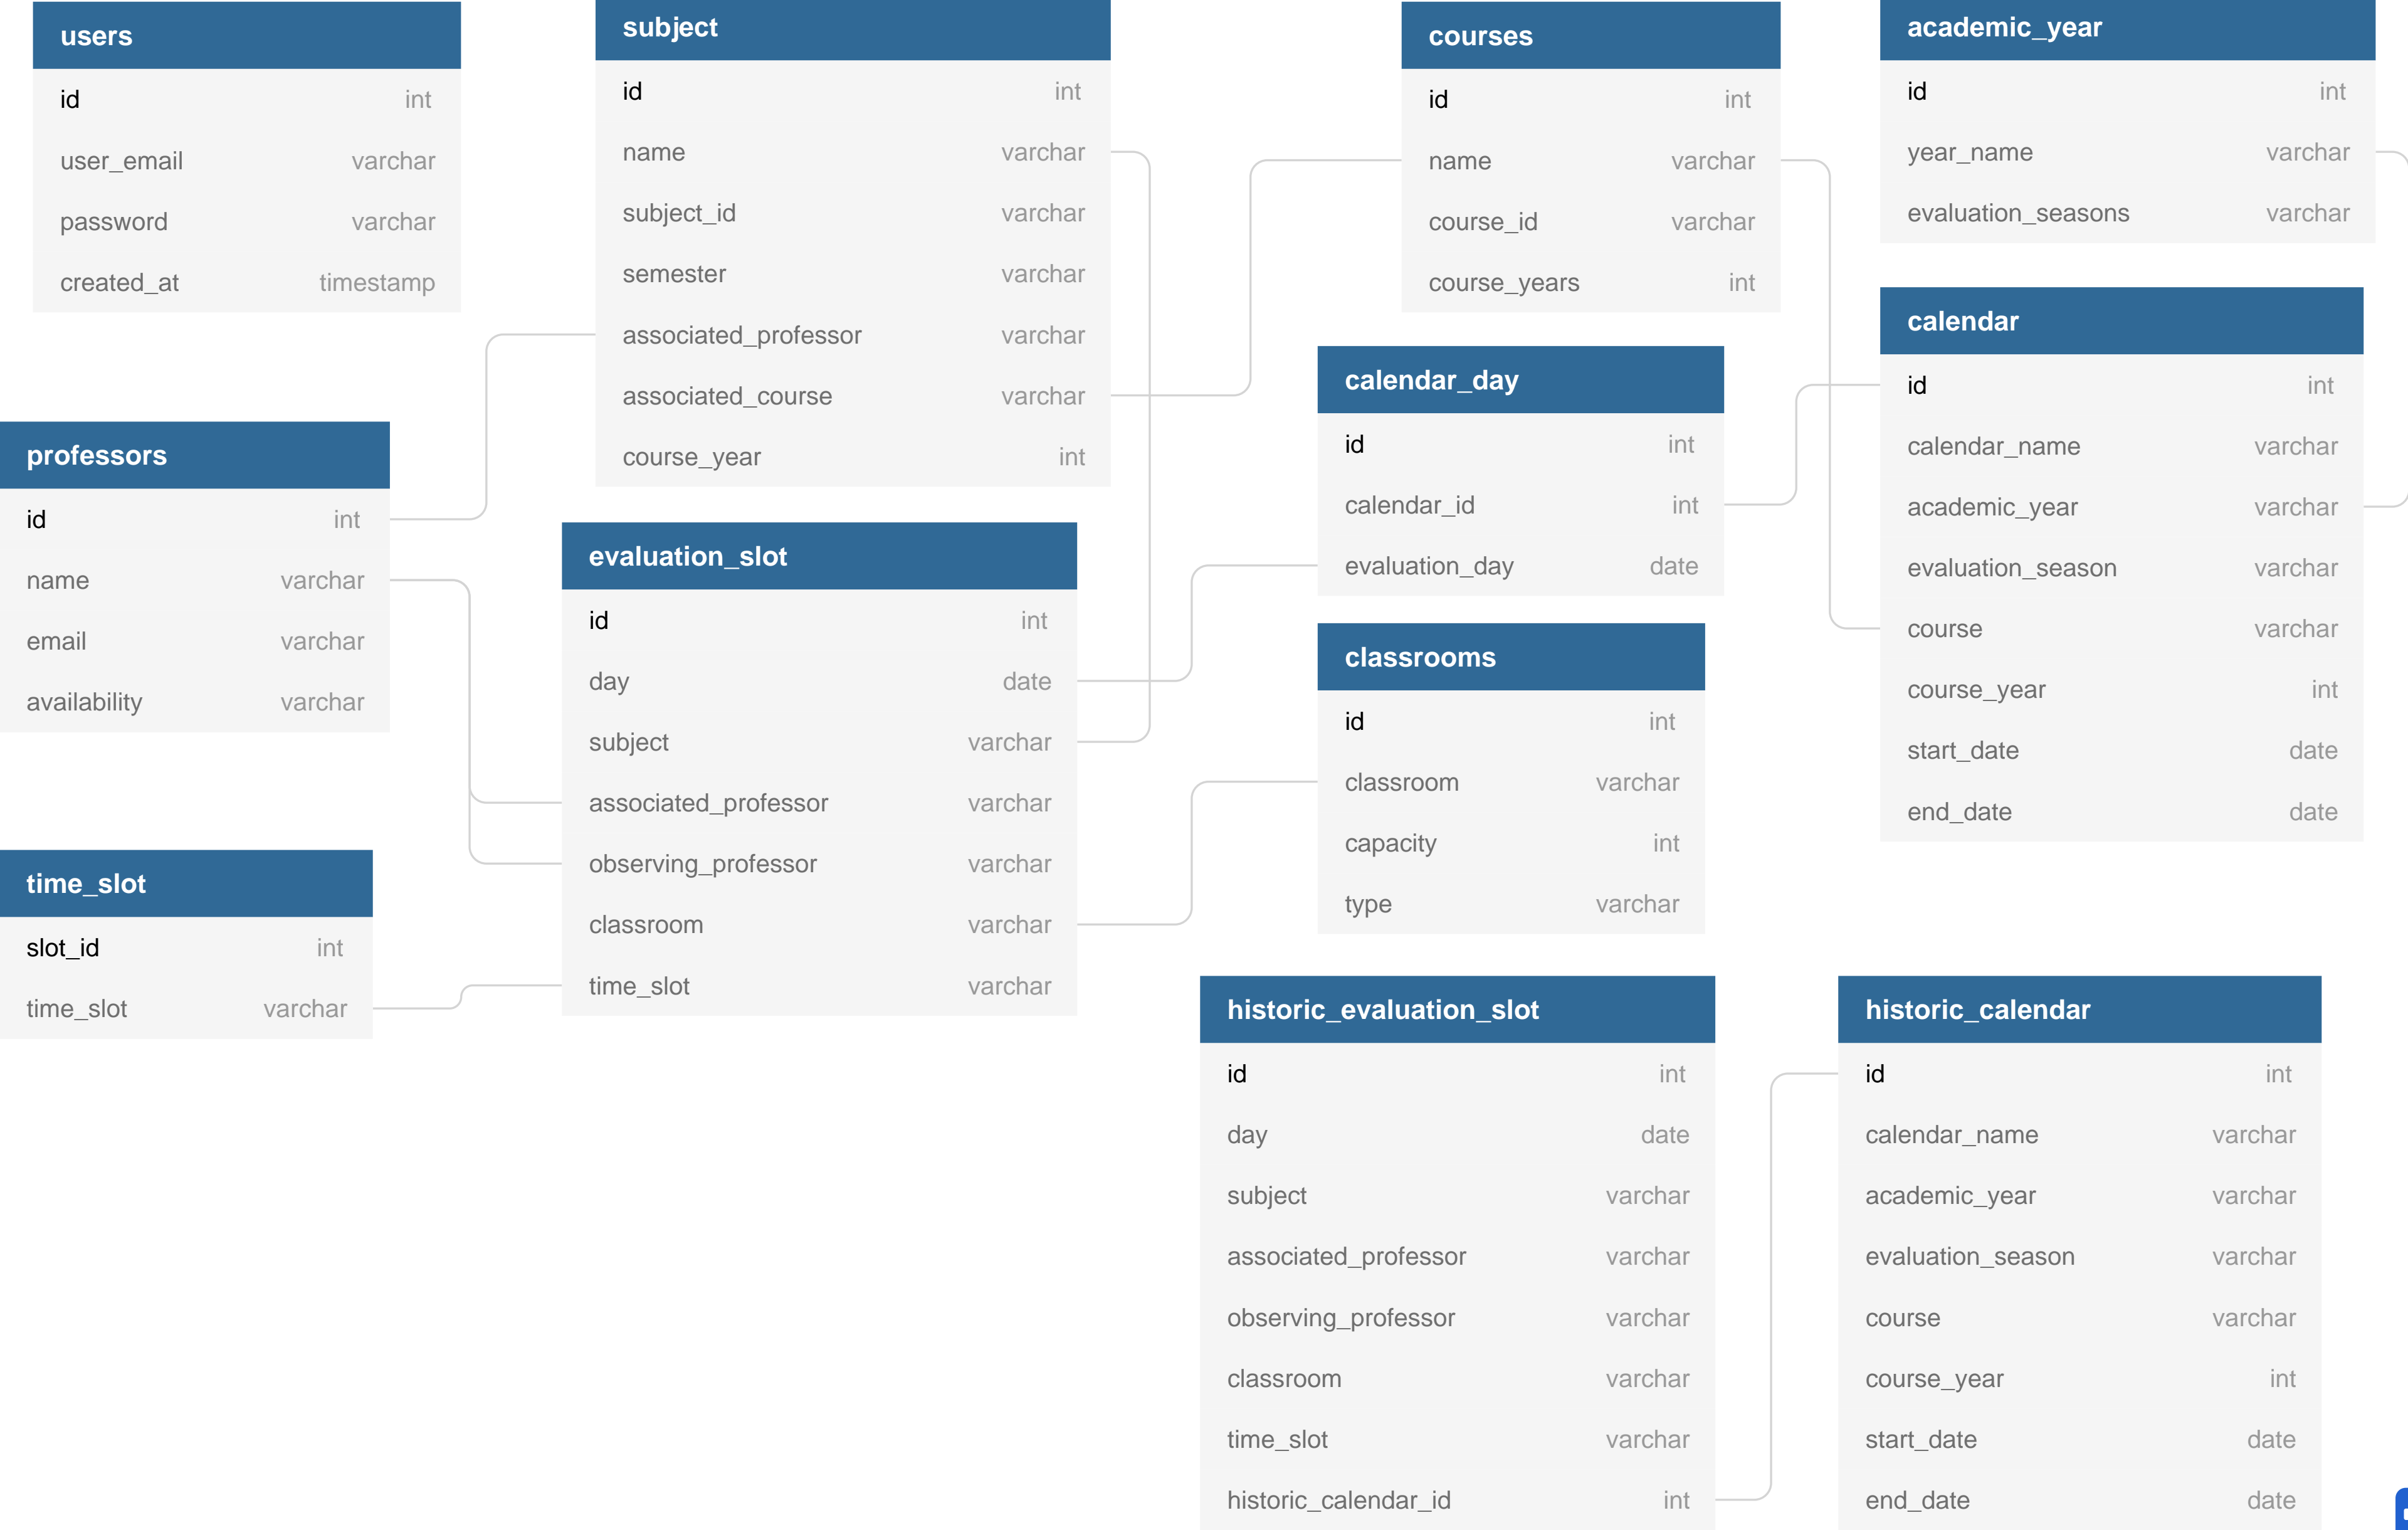 users
id int
user_email varchar
password varchar
created_at timestamp
subject
id int
name varchar
subject_id varchar
semester varchar
associated_professor varchar
associated_course varchar
course_year int
courses
id int
name varchar
course_id varchar
course_years int
academic_year
id int
year_name varchar
evaluation_seasons varchar
calendar
id int
calendar_name varchar
academic_year varchar
evaluation_season varchar
course varchar
course_year int
start_date date
end_date date
calendar_day
id int
calendar_id int
evaluation_day date
professors
id int
name varchar
email varchar
availability varchar
evaluation_slot
id int
day date
subject varchar
associated_professor varchar
observing_professor varchar
classroom varchar
time_slot varchar
classrooms
id int
classroom varchar
capacity int
type varchar
time_slot
slot_id int
time_slot varchar
historic_evaluation_slot
id int
day date
subject varchar
associated_professor varchar
observing_professor varchar
classroom varchar
time_slot varchar
historic_calendar_id int
historic_calendar
id int
calendar_name varchar
academic_year varchar
evaluation_season varchar
course varchar
course_year int
start_date date
end_date date